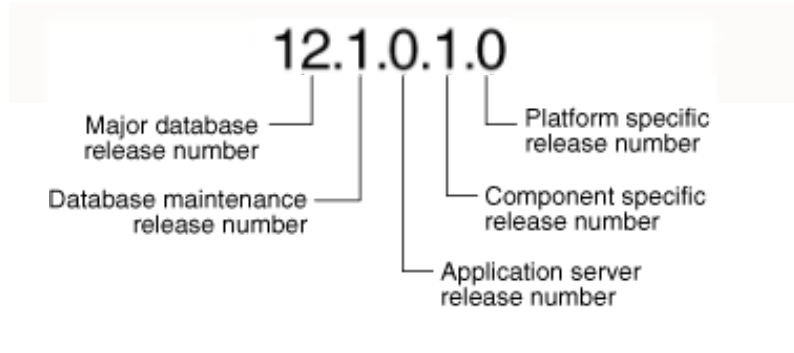 12.1.0.1.0
Major database
release number
Platform specific
release number
Database maintenance
release number
Component specific
release number
Application server
release number